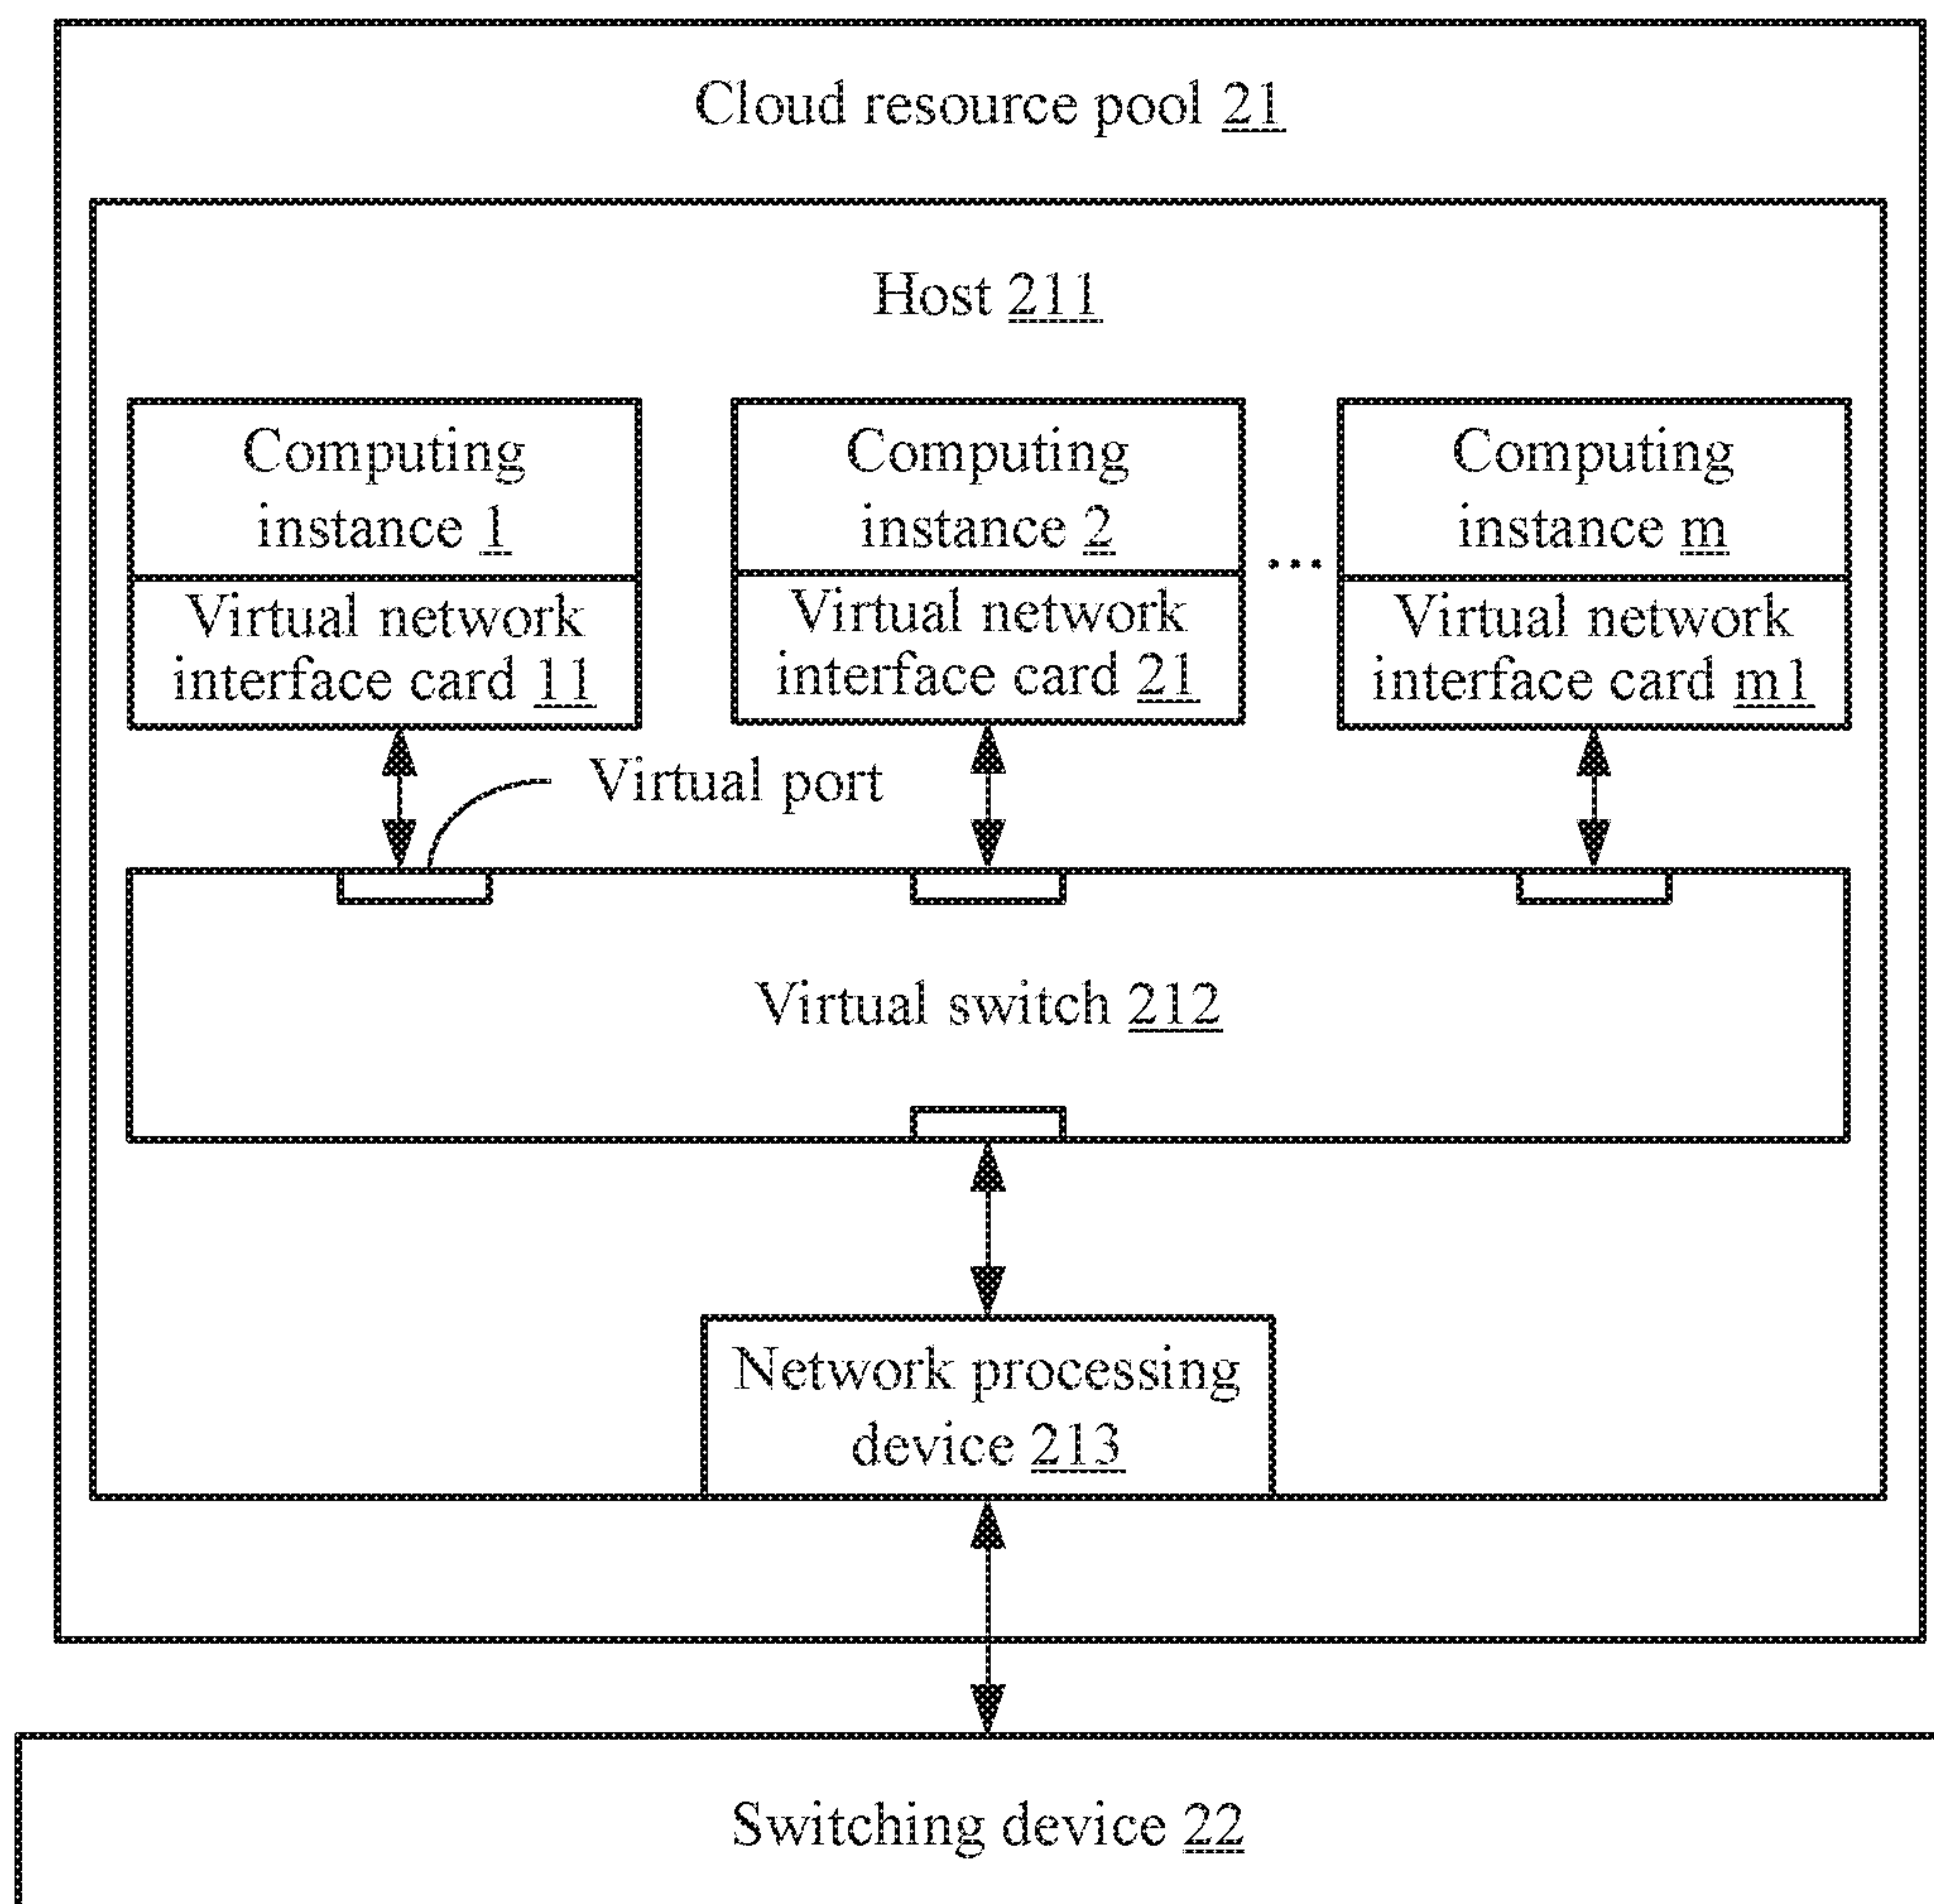 Cloud resource pool 21
Host 211
Computing
instance 1
Virtual network
interface card 11
Computing
instance 2
Virtual network
interface card 21
...
Computing
instance m
Virtual network
interface card m1
Virtual port
Virtual switch 212
Network processing
device 213
Switching device 22